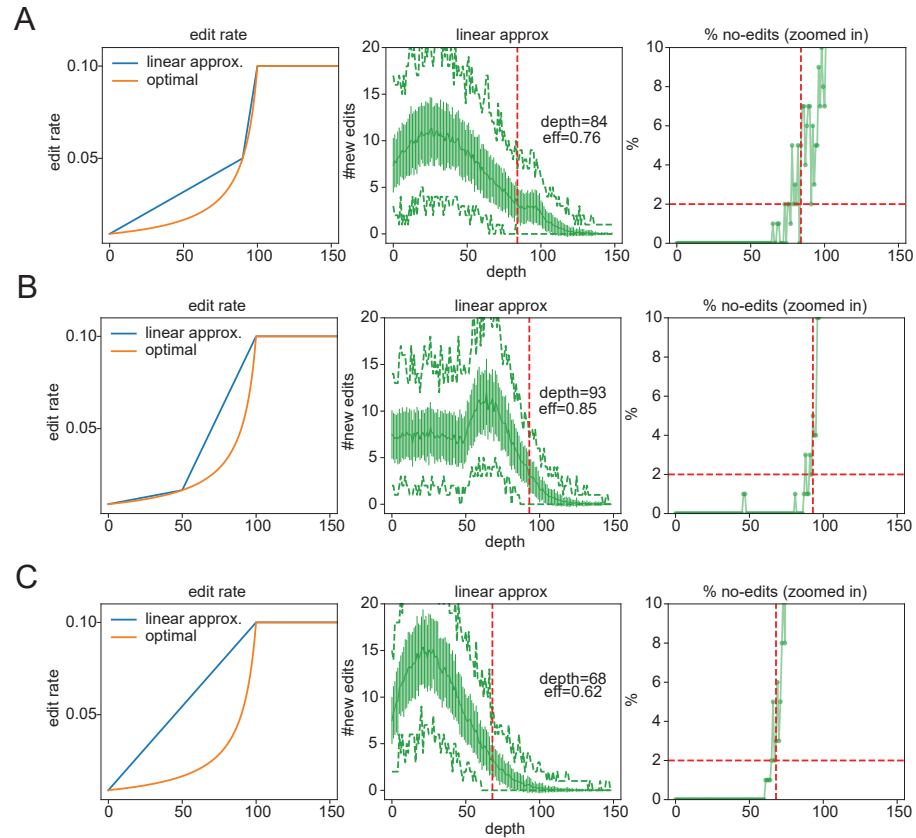 A
edit rate
linear approx
% no-edits (zoomed in)
linear approx.
optimal
0.10
0.05
edit rate
0 50 100 150
20
15
10
5
0
#new edits
depth=84
eff=0.76
0 50 100 150
depth
10
8
6
4
2
0
%
0 50 100 150
B
edit rate
linear approx
% no-edits (zoomed in)
linear approx.
optimal
0.10
0.05
edit rate
0 50 100 150
20
15
10
5
0
#new edits
depth=93
eff=0.85
0 50 100 150
depth
10
8
6
4
2
0
%
0 50 100 150
C
edit rate
linear approx
% no-edits (zoomed in)
linear approx.
optimal
0.10
0.05
edit rate
0 50 100 150
20
15
10
5
0
#new edits
depth=68
eff=0.62
0 50 100 150
depth
10
8
6
4
2
0
%
0 50 100 150